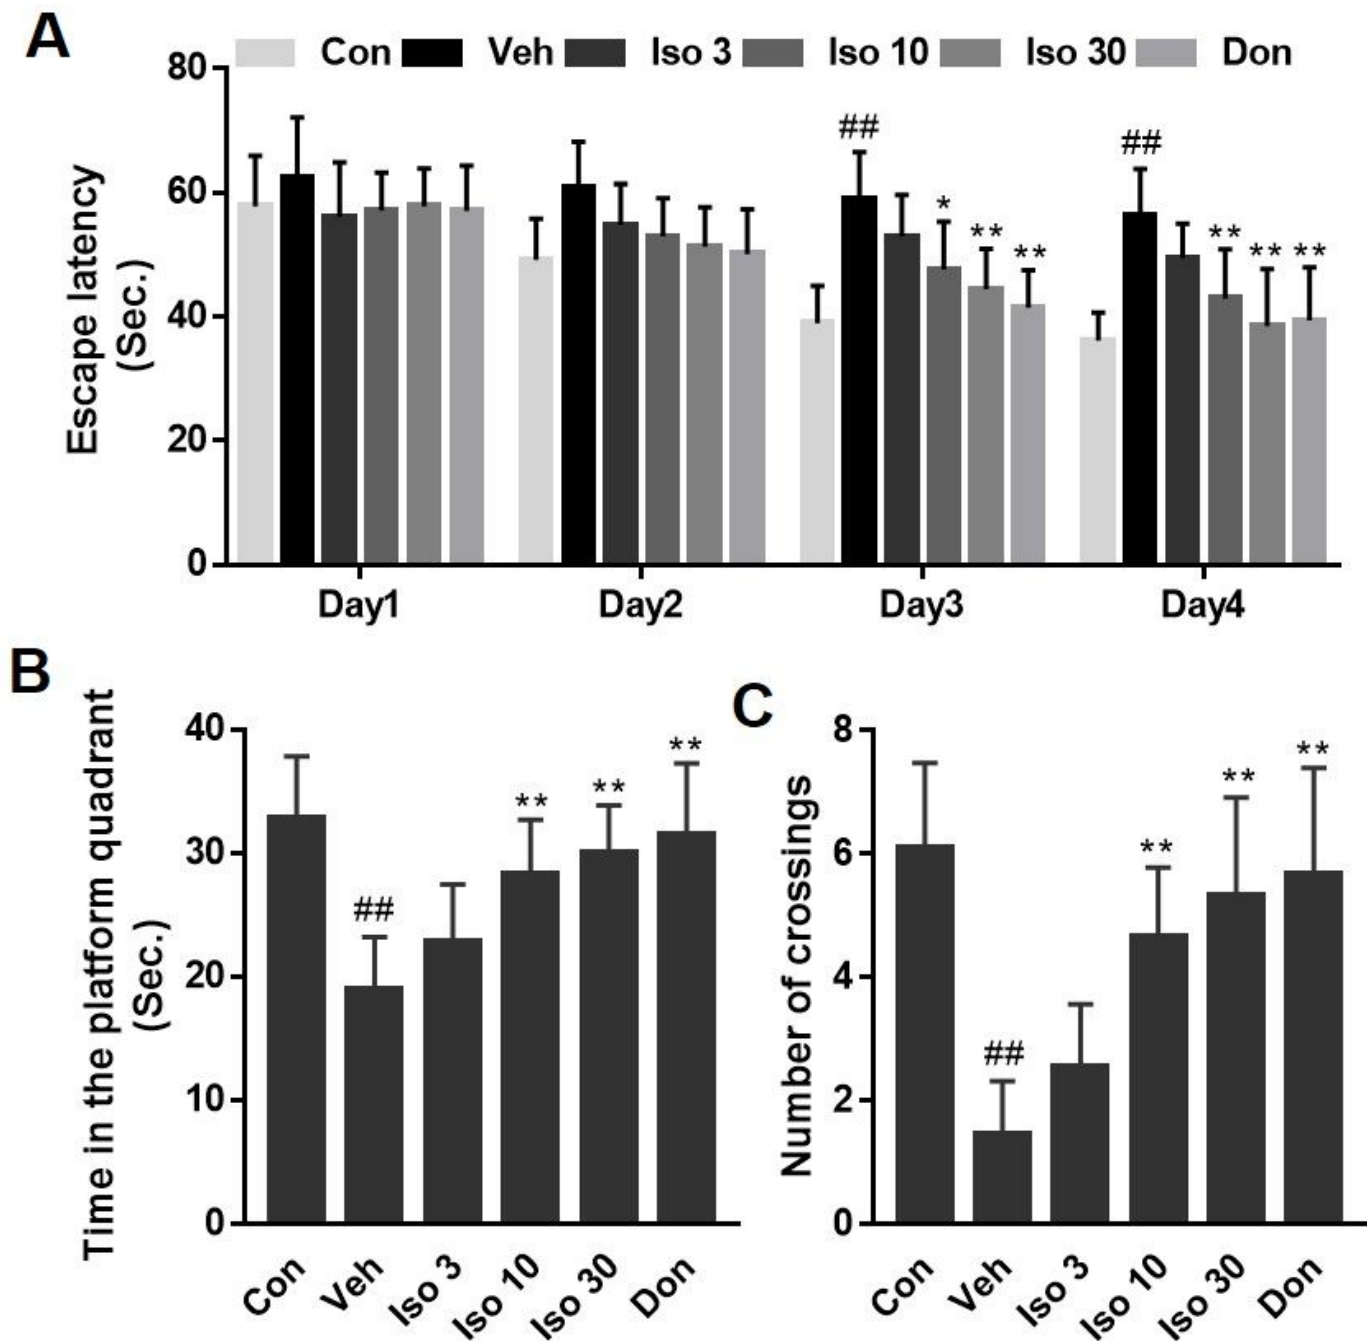 A
Con Veh Iso 3 Iso 10 Iso 30 Don
Escape latency
(Sec.)
80
60
40
20
0
##
*
**
**
##
**
**
**
Day1 Day2 Day3 Day4
B
Time in the platform quadrant
(Sec.)
40
30
20
10
0
##
**
**
**
Con Veh Iso 3 Iso 10 Iso 30 Don
C
Number of crossings
8
6
4
2
0
##
**
**
**
Con Veh Iso 3 Iso 10 Iso 30 Don